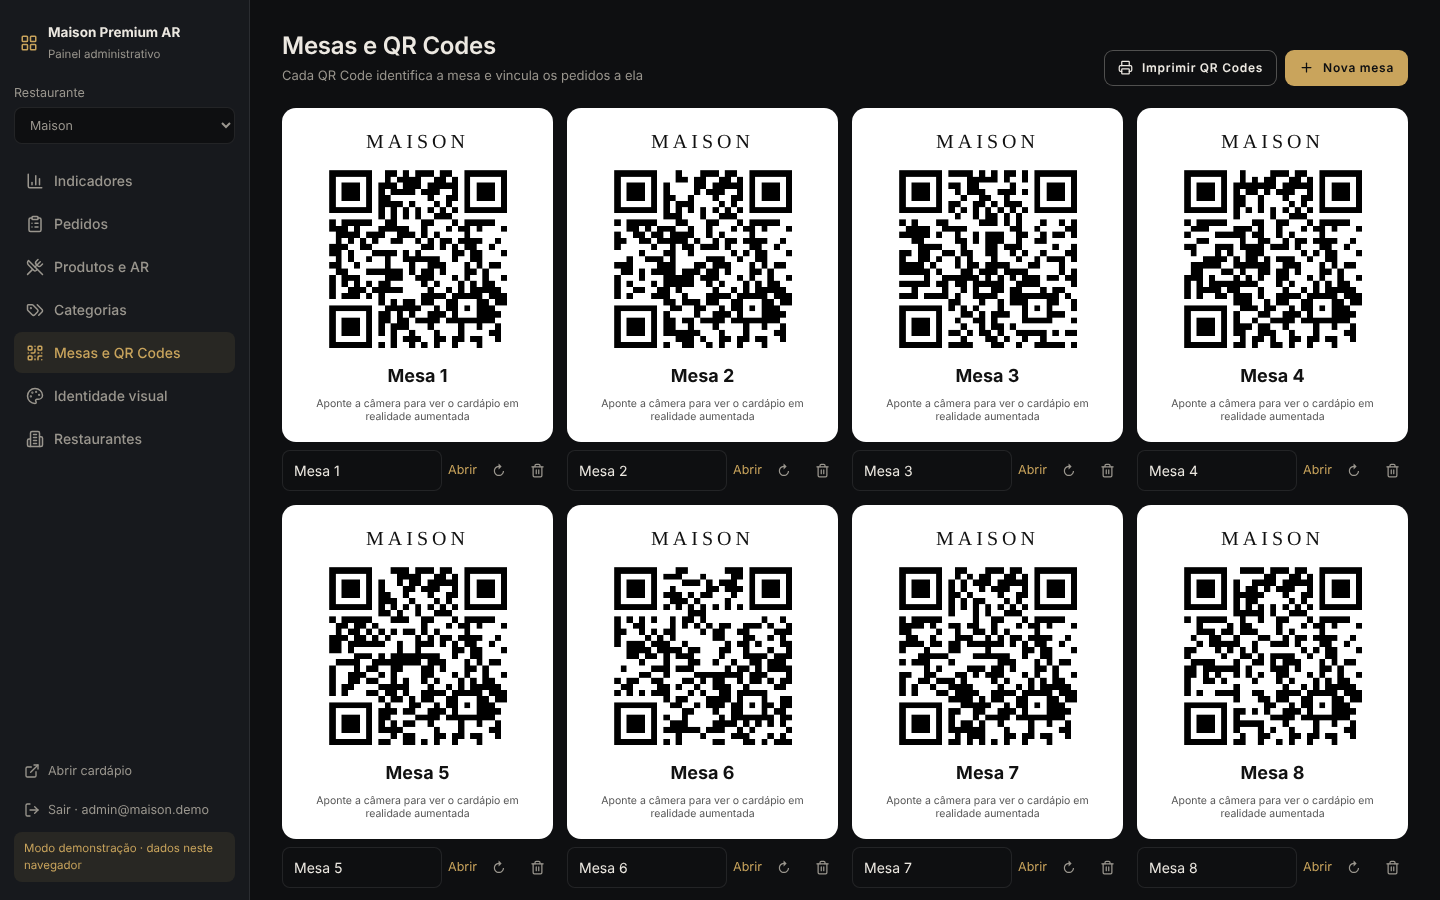 Maison Premium AR
Painel administrativo
Restaurante
Maison
Indicadores
Pedidos
Produtos e AR
Categorias
Mesas e QR Codes
Identidade visual
Restaurantes
Abrir cardápio
Sair · admin@maison.demo
Modo demonstração · dados neste
navegador
Mesas e QR Codes
Cada QR Code identifica a mesa e vincula os pedidos a ela
Imprimir QR Codes
Nova mesa
MAISON
Mesa 1
Aponte a câmera para ver o cardápio em
realidade aumentada
Mesa 1 Abrir
MAISON
Mesa 2
Aponte a câmera para ver o cardápio em
realidade aumentada
Mesa 2 Abrir
MAISON
Mesa 3
Aponte a câmera para ver o cardápio em
realidade aumentada
Mesa 3 Abrir
MAISON
Mesa 4
Aponte a câmera para ver o cardápio em
realidade aumentada
Mesa 4 Abrir
MAISON
Mesa 5
Aponte a câmera para ver o cardápio em
realidade aumentada
Mesa 5 Abrir
MAISON
Mesa 6
Aponte a câmera para ver o cardápio em
realidade aumentada
Mesa 6 Abrir
MAISON
Mesa 7
Aponte a câmera para ver o cardápio em
realidade aumentada
Mesa 7 Abrir
MAISON
Mesa 8
Aponte a câmera para ver o cardápio em
realidade aumentada
Mesa 8 Abrir